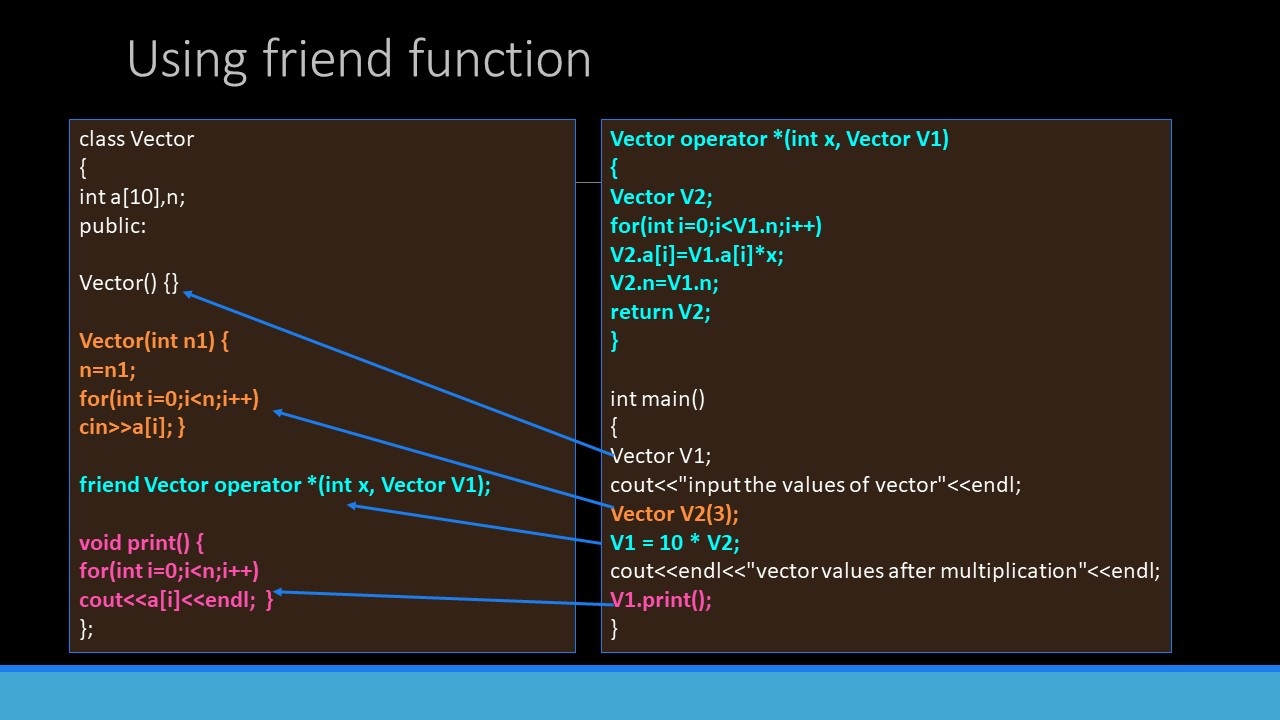 Using friend function
class Vector
{
int a[10],n;
public:
Vector() {}
Vector(int n1) {
n=n1;
for(int i=0;i<n;i++)
cin>>a[i]; }
friend Vector operator *(int x, Vector V1);
void print() {
for(int i=0;i<n;i++)
cout<<a[i]<<endl; }
};
Vector operator *(int x, Vector V1)
{
Vector V2;
for(int i=0;i<V1.n;i++)
V2.a[i]=V1.a[i]*x;
V2.n=V1.n;
return V2;
}
int main()
{
Vector V1;
cout<<"input the values of vector"<<endl;
Vector V2(3);
V1 = 10 * V2;
cout<<endl<<"vector values after multiplication"<<endl;
V1.print();
}